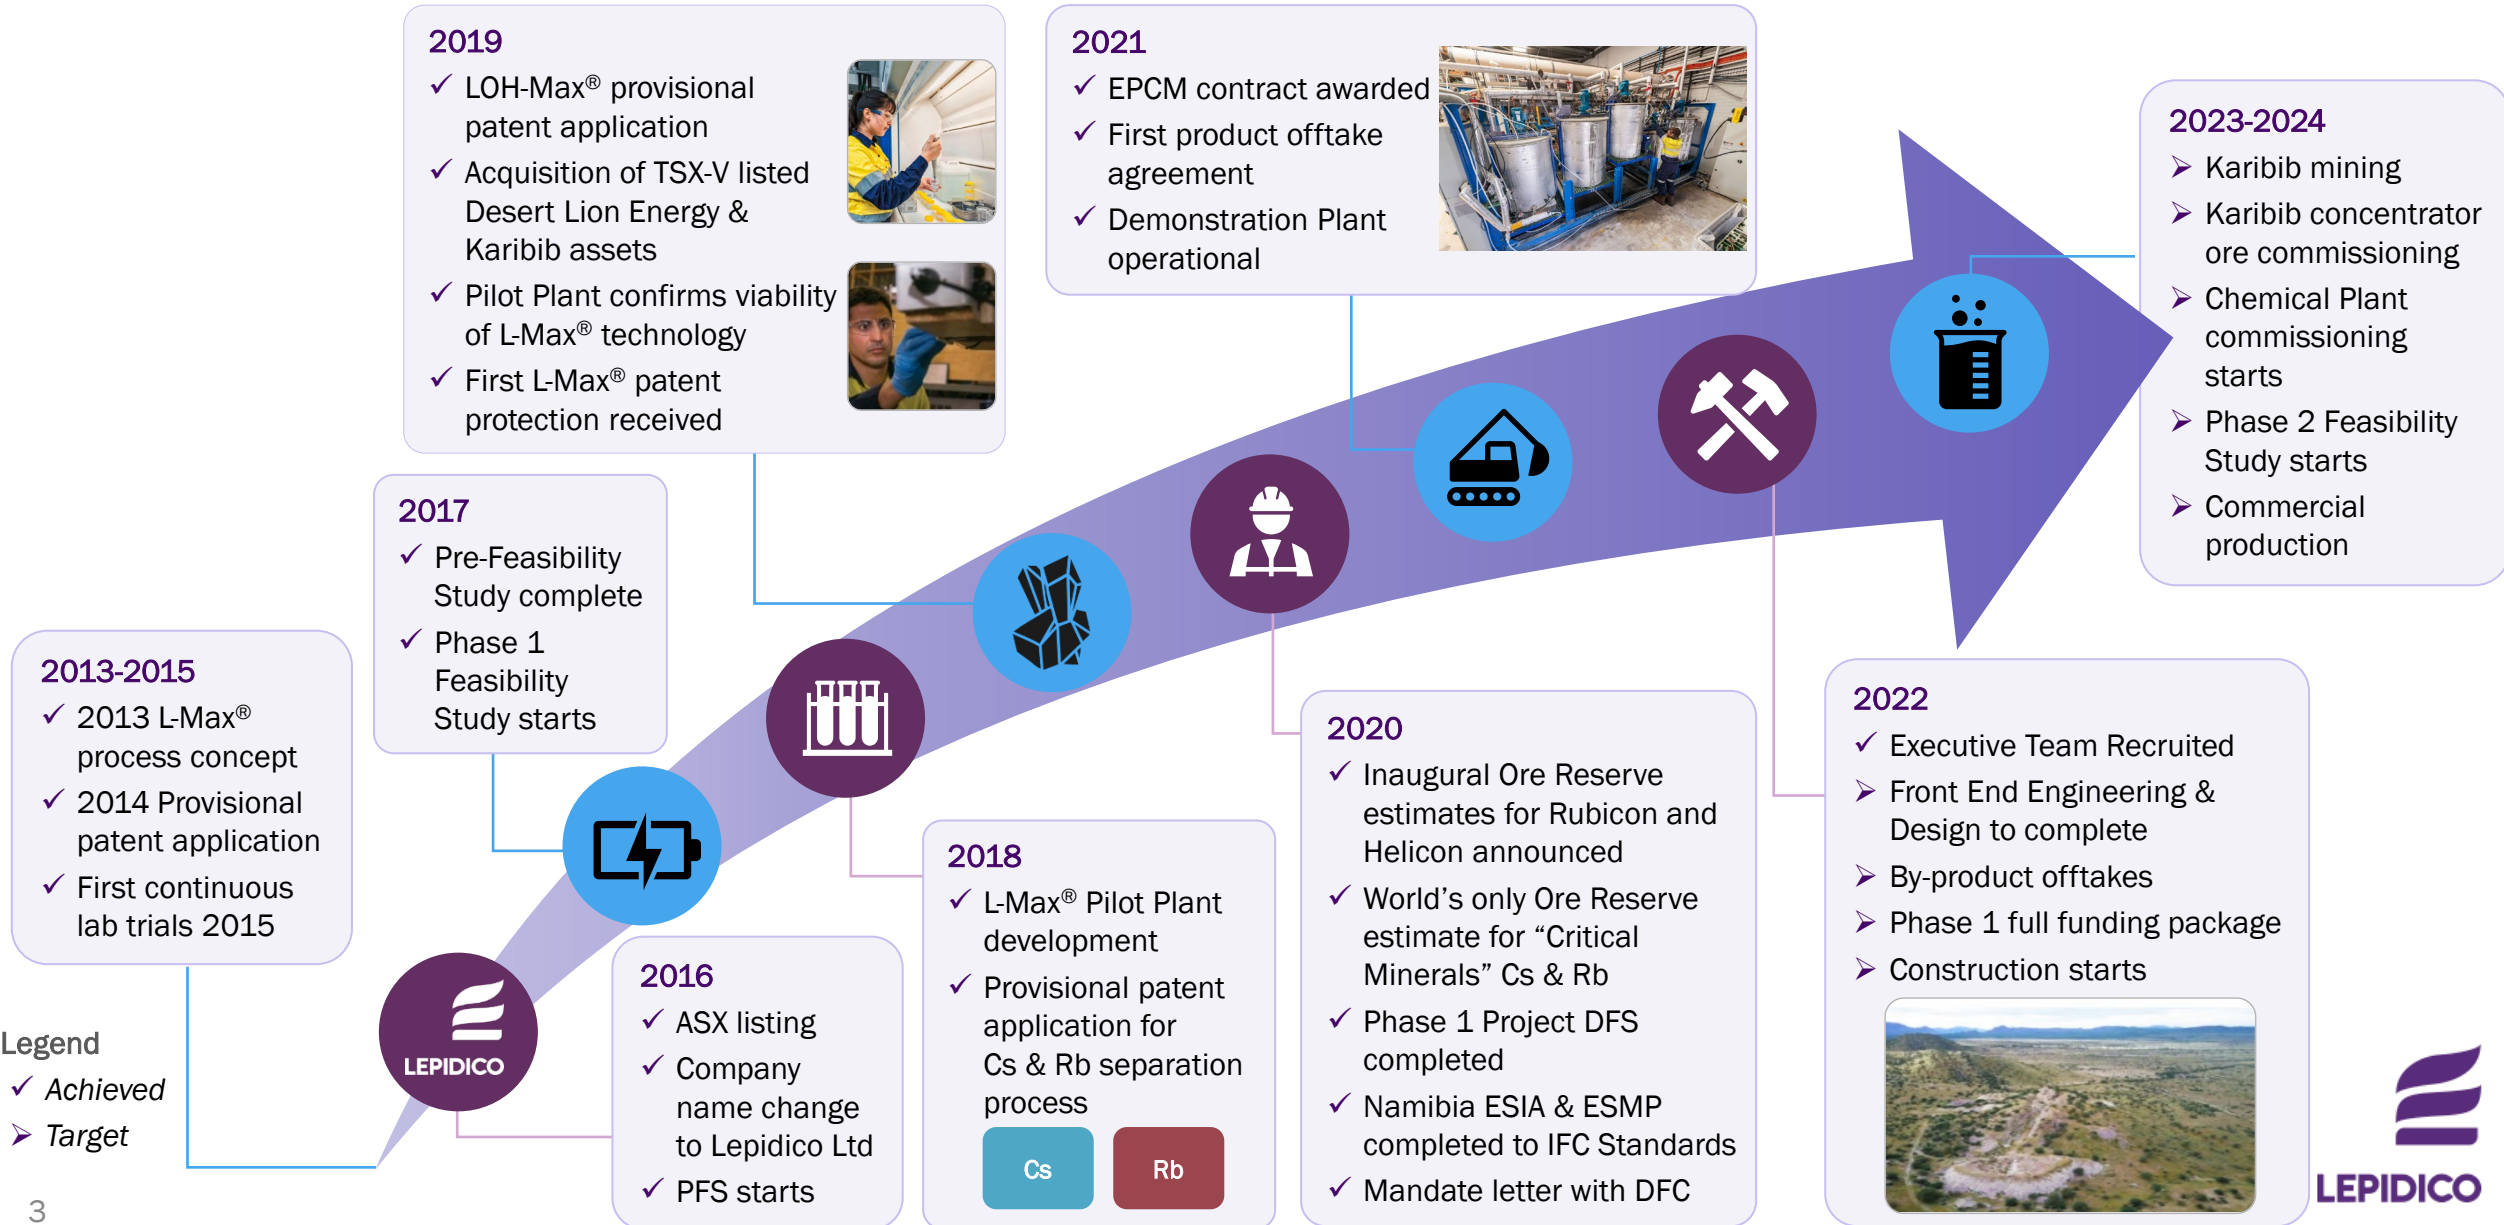 2013-2015
✓ 2013 L-Max®
process concept
✓ 2014 Provisional
patent application
✓ First continuous
lab trials 2015
LEPIDICO
2016
✓ ASX listing
✓ Company
name change
to Lepidico Ltd
✓ PFS starts
2017
✓ Pre-Feasibility
Study complete
✓ Phase 1
Feasibility
Study starts
2018
✓ L-Max® Pilot Plant
development
✓ Provisional patent
application for
Cs & Rb separation
process
Cs
Rb
2019
✓ LOH-Max® provisional
patent application
✓ Acquisition of TSX-V listed
Desert Lion Energy &
Karibib assets
✓ Pilot Plant confirms viability
of L-Max® technology
✓ First L-Max® patent
protection received
2020
✓ Inaugural Ore Reserve
estimates for Rubicon and
Helicon announced
✓ World’s only Ore Reserve
estimate for “Critical
Minerals” Cs & Rb
✓ Phase 1 Project DFS
completed
✓ Namibia ESIA & ESMP
completed to IFC Standards
✓ Mandate letter with DFC
2021
✓ EPCM contract awarded
✓ First product offtake
agreement
✓ Demonstration Plant
operational
2022
✓ Executive Team Recruited
➢ Front End Engineering &
Design to complete
➢ By-product offtakes
➢ Phase 1 full funding package
➢ Construction starts
2023-2024
➢ Karibib mining
➢ Karibib concentrator
ore commissioning
➢ Chemical Plant
commissioning
starts
➢ Phase 2 Feasibility
Study starts
➢ Commercial
production
Legend
✓ Achieved
➢ Target
3
LEPIDICO